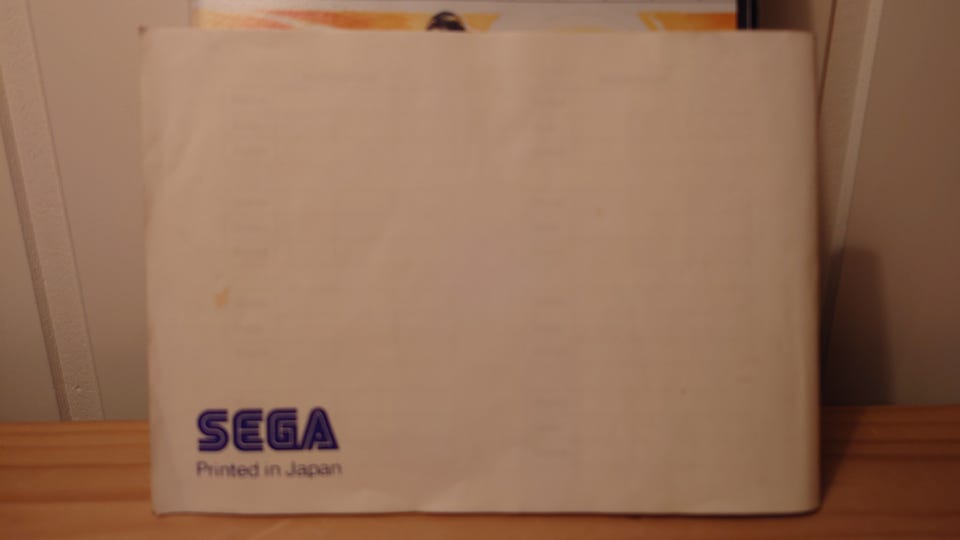 SEGA
Printed in Japan